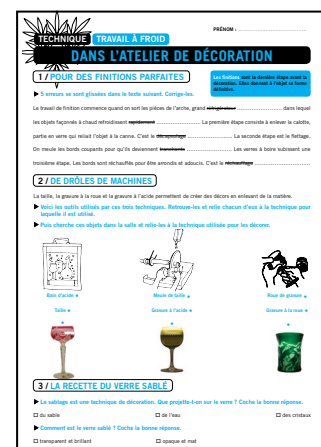 PRÉNOM : ..............................
TECHNIQUE TRAVAIL À FROID
DANS L'ATELIER DE DÉCORATION
1 / POUR DES FINITIONS PARFAITES
Les finitions sont la dernière étape avant la
décoration. Elles donnent à l'objet sa forme
définitive.
▶ 5 erreurs se sont glissées dans le texte suivant. Corrige-les.
Le travail de finition commence quand on sort les pièces de l'arche, grand réfrigérateur .............................. dans lequel
les objets façonnés à chaud refroidissent rapidement .............................. La première étape consiste à enlever la calotte,
partie en verre qui reliait l'objet à la canne. C'est le décapsulage .............................. La seconde étape est le flettage.
On meule les bords coupants pour qu'ils deviennent tranchants .............................. Les verres à boire subissent une
troisième étape. Les bords sont réchauffés pour être arrondis et adoucis. C'est le réchauffage ..............................
2 / DE DRÔLES DE MACHINES
La taille, la gravure à la roue et la gravure à l'acide permettent de créer des décors en enlevant de la matière.
▶ Voici les outils utilisés par ces trois techniques. Retrouve-les et relie chacun d'eux à la technique pour
laquelle il est utilisé.
▶ Puis cherche ces objets dans la salle et relie-les à la technique utilisée pour les décorer.
Bain d'acide • Meule de taille • Roue de gravure •
Taille • Gravure à l'acide • Gravure à la roue •
3 / LA RECETTE DU VERRE SABLÉ
▶ Le sablage est une technique de décoration. Que projette-t-on sur le verre ? Coche la bonne réponse.
☐ du sable ☐ de l'eau ☐ des cristaux
▶ Comment est le verre sablé ? Coche la bonne réponse.
☐ transparent et brillant ☐ opaque et mat